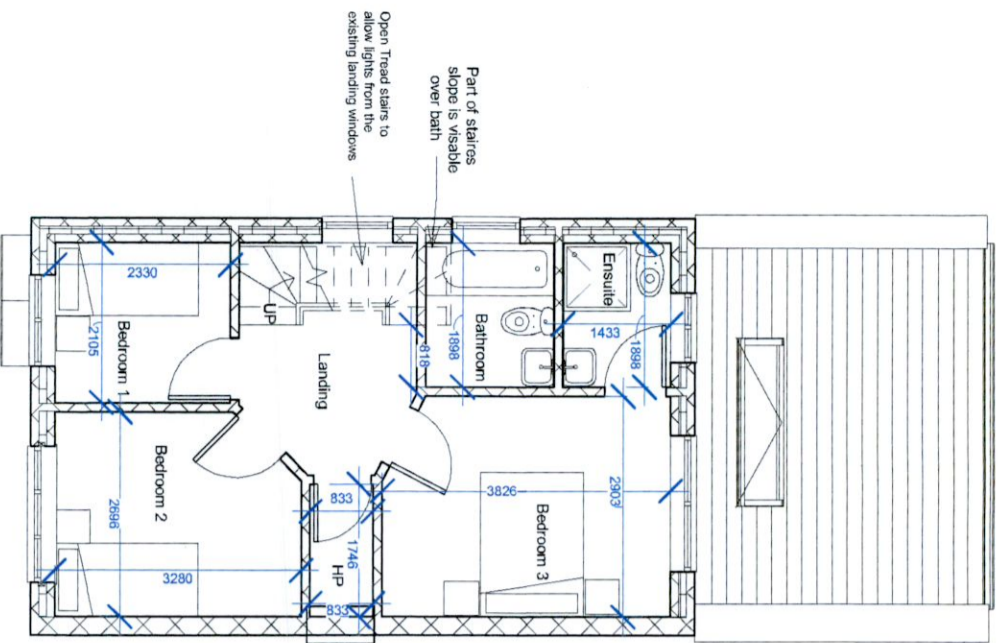 Open Tread stairs to
allow lights from the
existing landing windows
Part of staires
slope is visable
over bath
Ensuite
1433
1898
Bathroom
1898
818
UP
Landing
2330
2105
Bedroom 1
Bedroom 2
2696
3280
833
1746
HP
833
3826
2903
Bedroom 3